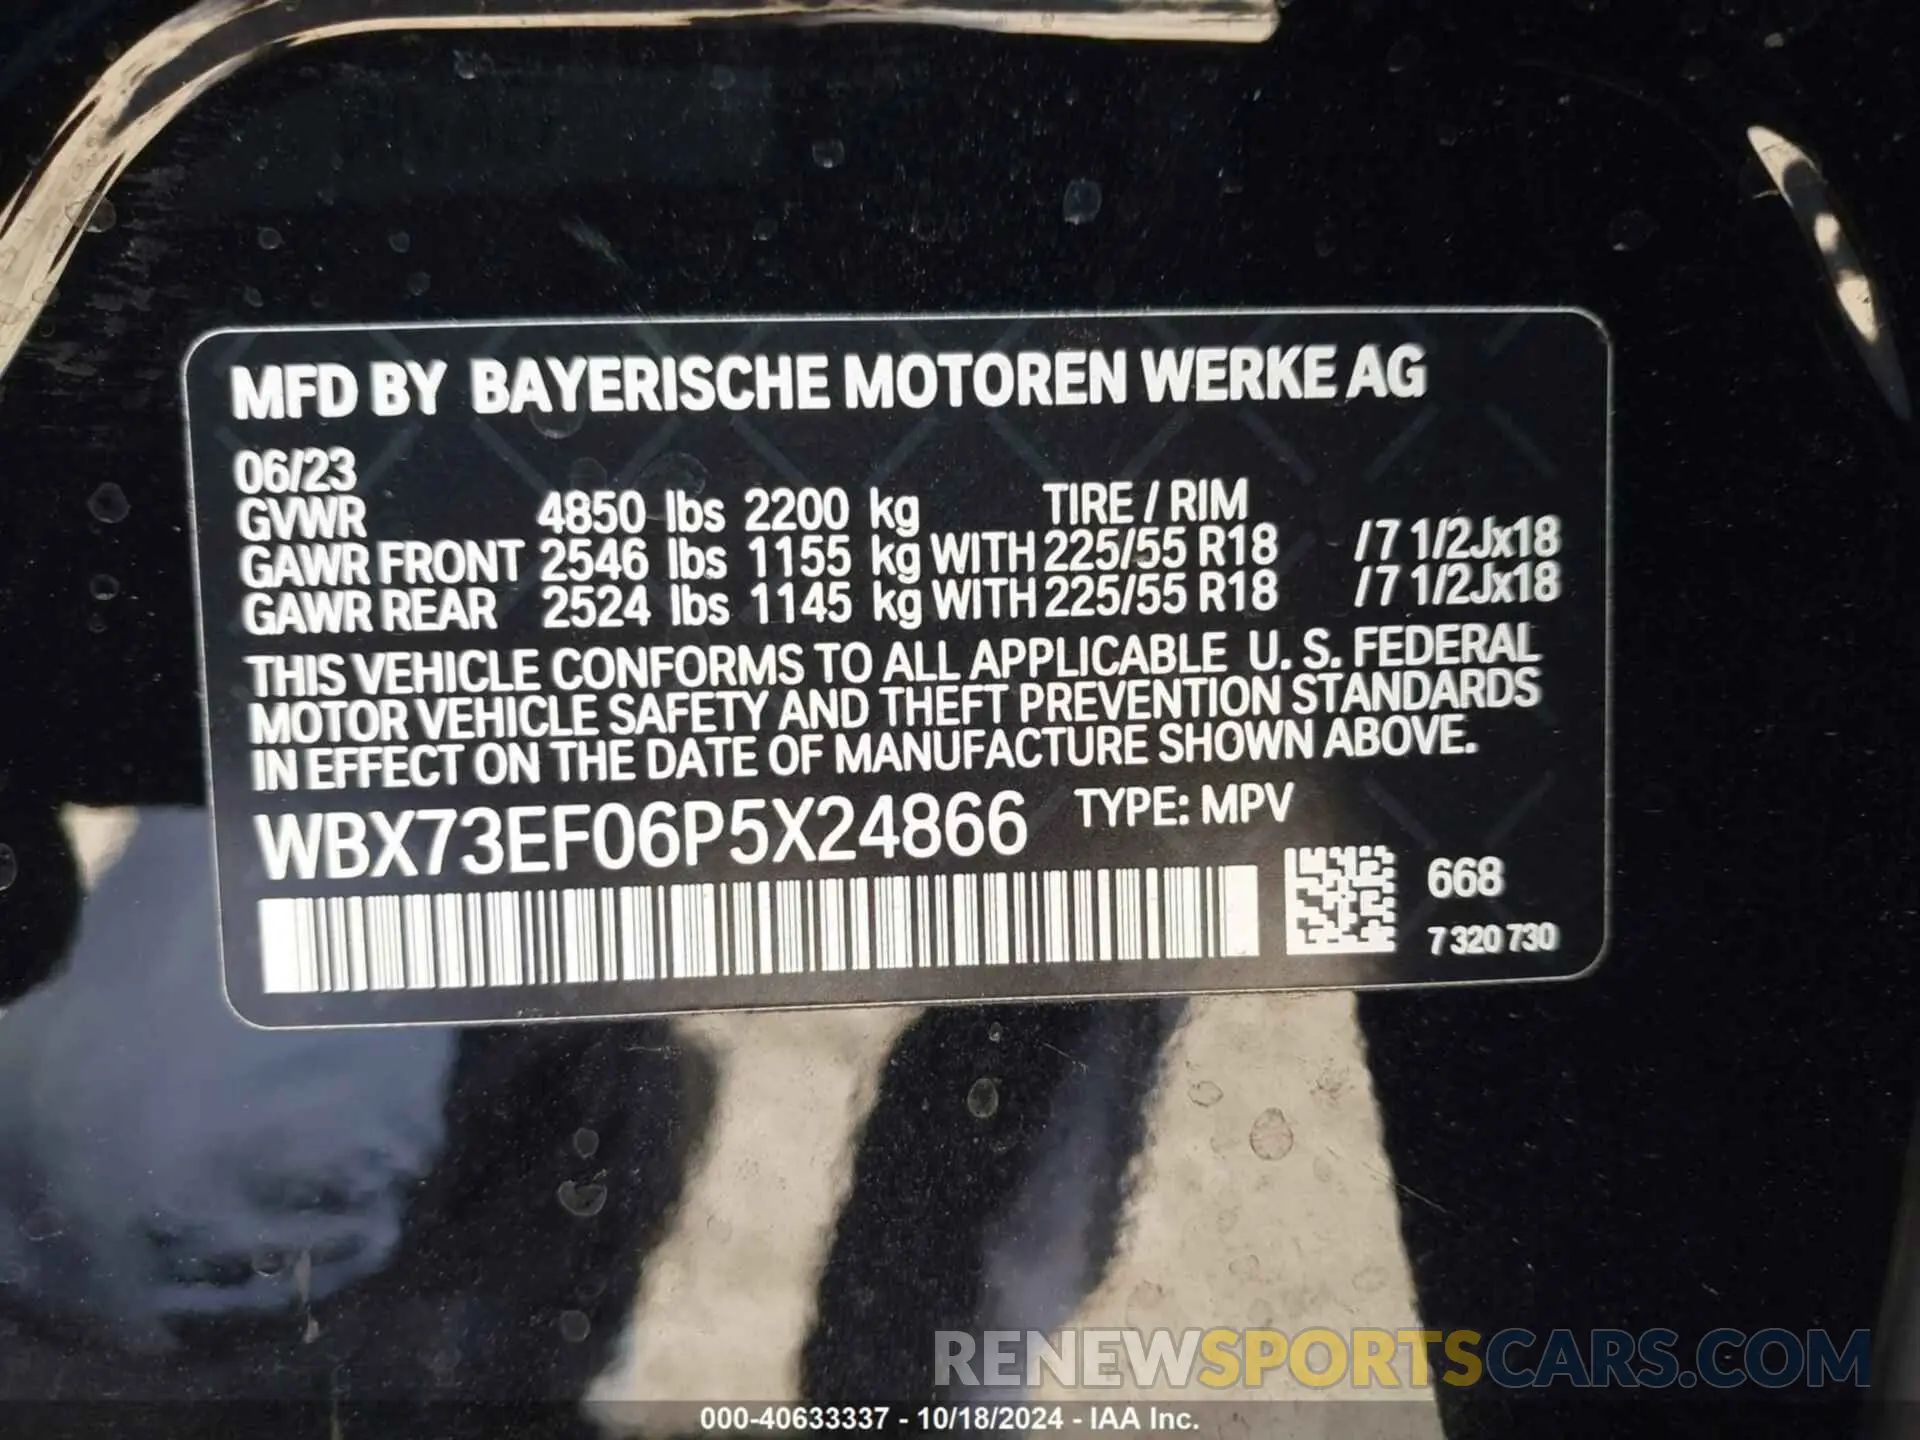 MFD BY BAYERISCHE MOTOREN WERKE AG
06/23
GVWR 4850 lbs 2200 kg TIRE / RIM
GAWR FRONT 2546 lbs 1155 kg WITH 225/55 R18 /7 1/2Jx18
GAWR REAR 2524 lbs 1145 kg WITH 225/55 R18 /7 1/2Jx18
THIS VEHICLE CONFORMS TO ALL APPLICABLE U. S. FEDERAL
MOTOR VEHICLE SAFETY AND THEFT PREVENTION STANDARDS
IN EFFECT ON THE DATE OF MANUFACTURE SHOWN ABOVE.
WBX73EF06P5X24866 TYPE: MPV
668
7 320 730
RENEWSPORTSCARS.COM
000-40633337 - 10/18/2024 - IAA Inc.